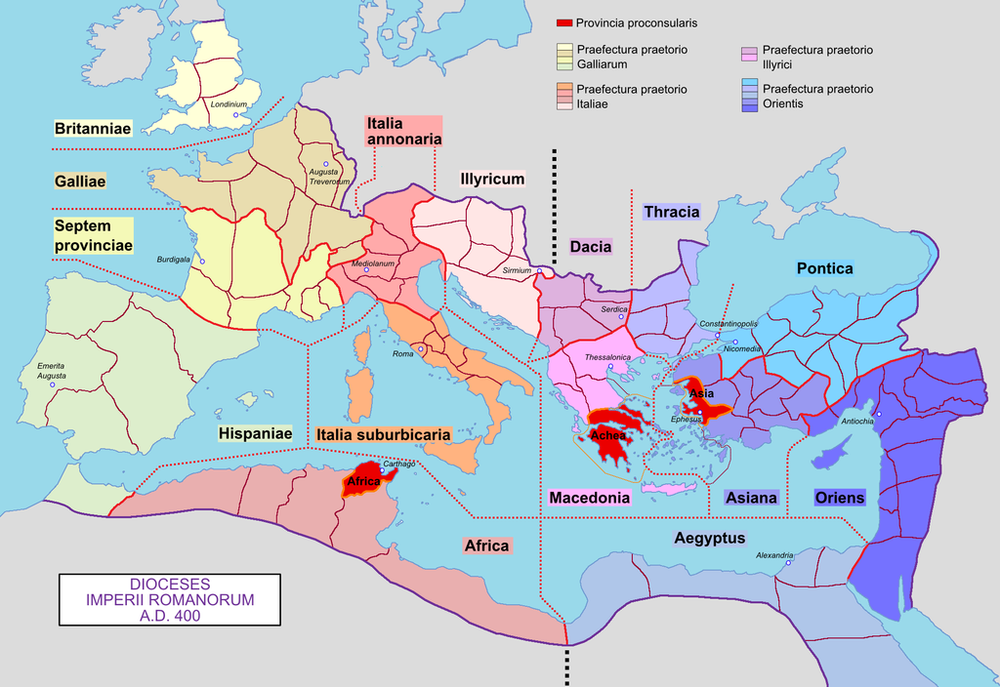 Provincia proconsularis
Praefectura praetorio
Galliarum
Praefectura praetorio
Illyrici
Praefectura praetorio
Italiae
Praefectura praetorio
Orientis
Londinium
Britanniae
Italia
annonaria
Galliae
Augusta
Treverorum
Illyricum
Thracia
Septem
provinciae
Dacia
Burdigala
Mediolanum
Sirmium
Pontica
Serdica
Constantinopolis
Nicomedia
Roma
Thessalonica
Emerita
Augusta
Asia
Ephesus
Antiochia
Achea
Hispaniae
Italia suburbicaria
Carthago
Africa
Macedonia
Asiana
Oriens
Africa
Aegyptus
Alexandria
DIOCESES
IMPERII ROMANORUM
A.D. 400